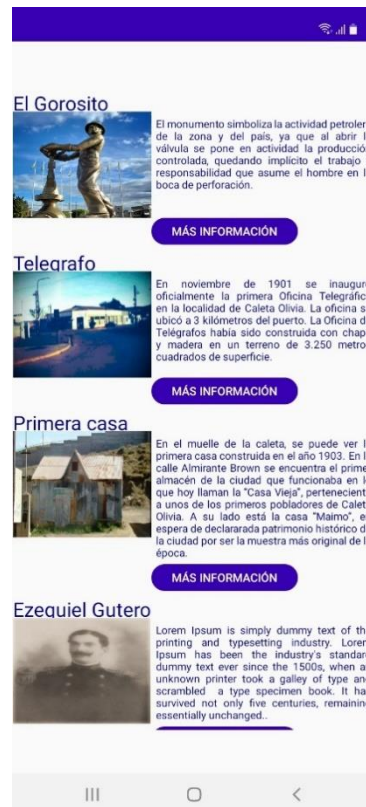 El Gorosito
El monumento simboliza la actividad petroler
de la zona y del país, ya que al abrir l
válvula se pone en actividad la producció
controlada, quedando implícito el trabajo
responsabilidad que asume el hombre en l
boca de perforación.
MÁS INFORMACIÓN
Telegrafo
En noviembre de 1901 se inaugur
oficialmente la primera Oficina Telegráfic
en la localidad de Caleta Olivia. La oficina s
ubicó a 3 kilómetros del puerto. La Oficina d
Telégrafos había sido construida con chap
y madera en un terreno de 3.250 metro
cuadrados de superficie.
MÁS INFORMACIÓN
Primera casa
En el muelle de la caleta, se puede ver l
primera casa construida en el año 1903. En l
calle Almirante Brown se encuentra el prime
almacén de la ciudad que funcionaba en l
que hoy llaman la "Casa Vieja", pertenecient
a unos de los primeros pobladores de Calet
Olivia. A su lado está la casa "Maimo", e
espera de declararada patrimonio histórico d
la ciudad por ser la muestra más original de l
época.
MÁS INFORMACIÓN
Ezequiel Gutero
Lorem Ipsum is simply dummy text of th
printing and typesetting industry. Lorer
Ipsum has been the industry's standar
dummy text ever since the 1500s, when a
unknown printer took a galley of type an
scrambled a type specimen book. It ha
survived not only five centuries, remainin
essentially unchanged..